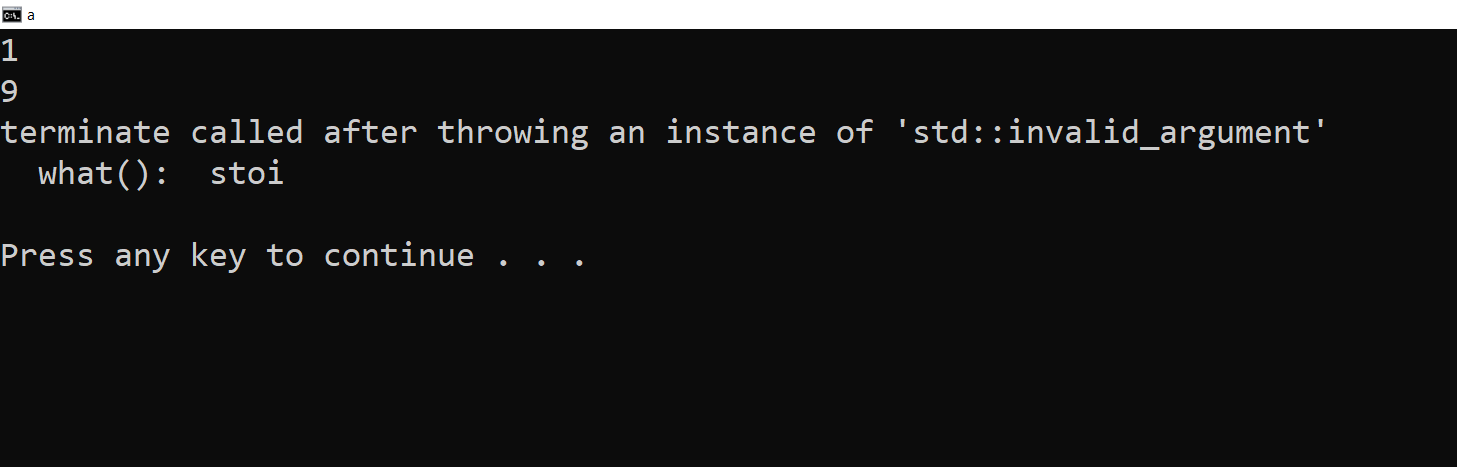 a
1
9
terminate called after throwing an instance of 'std::invalid_argument'
  what():  stoi
Press any key to continue . . .